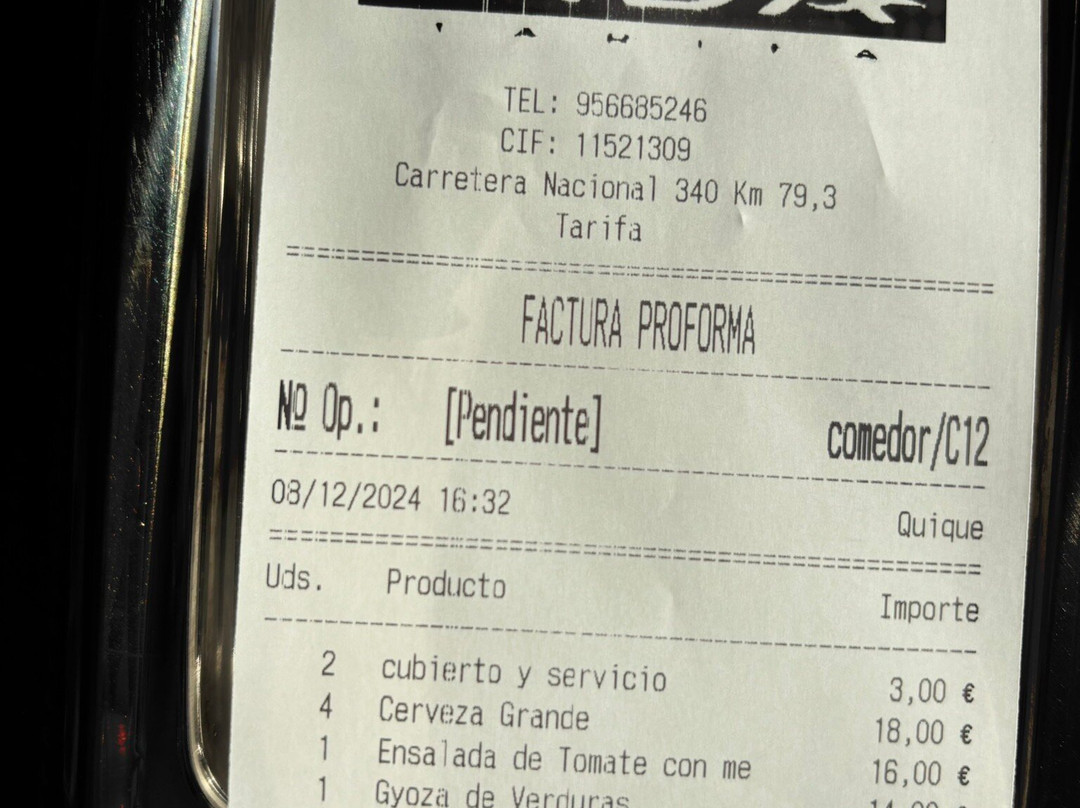 TEL: 956685246
CIF: 11521309
Carretera Nacional 340 Km 79,3
Tarifa
FACTURA PROFORMA
Nº Op.: [Pendiente] comedor/C12
08/12/2024 16:32 Quique
Uds. Producto Importe
2 cubierto y servicio 3,00 €
4 Cerveza Grande 18,00 €
1 Ensalada de Tomate con me 16,00 €
1 Gyoza de Verduras 14,00 €